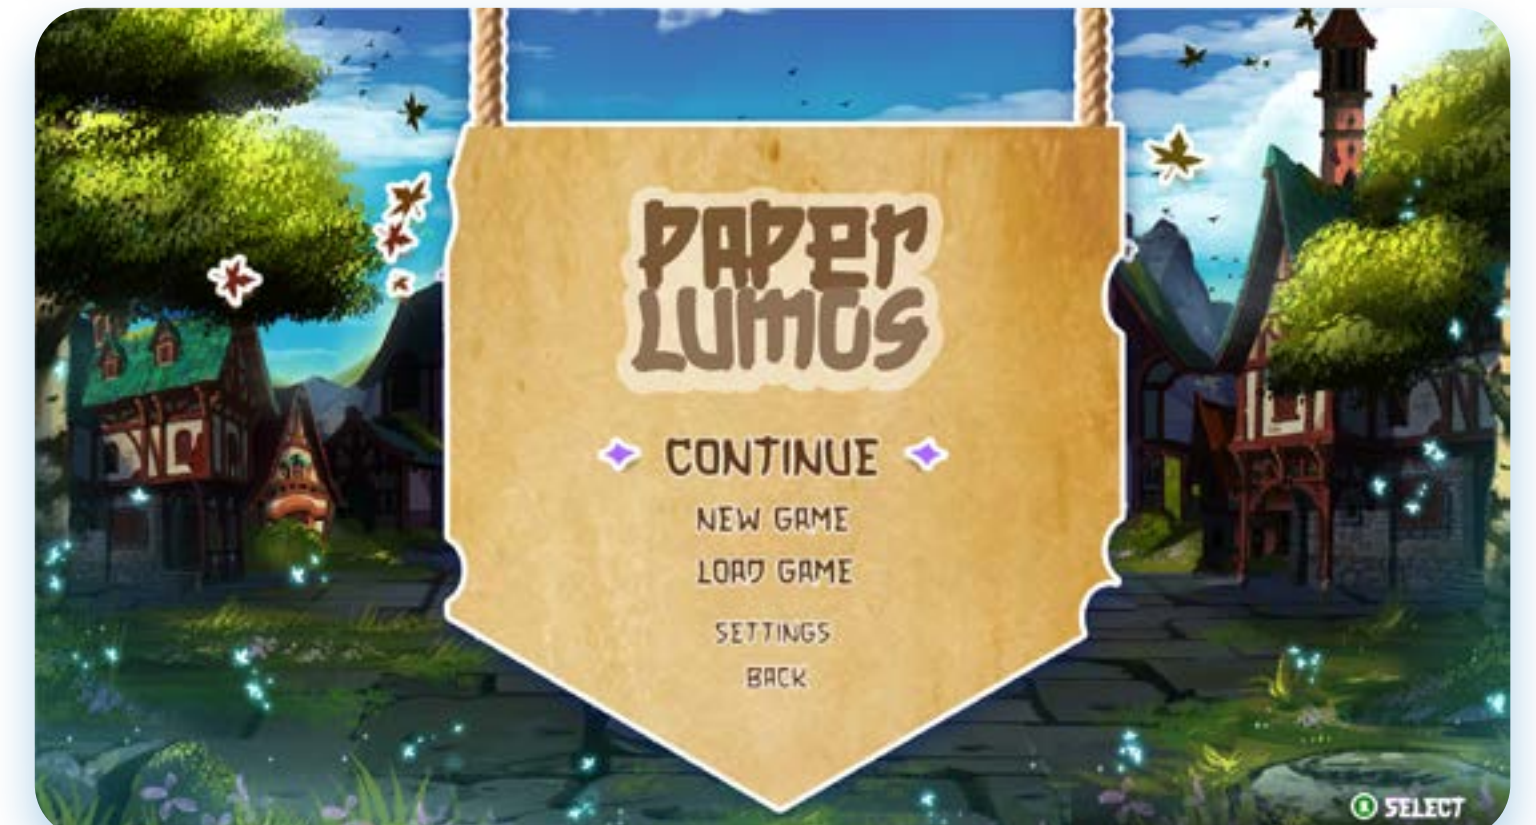 PAPER
LUMOS
CONTINUE
NEW GAME
LOAD GAME
SETTINGS
BACK
SELECT